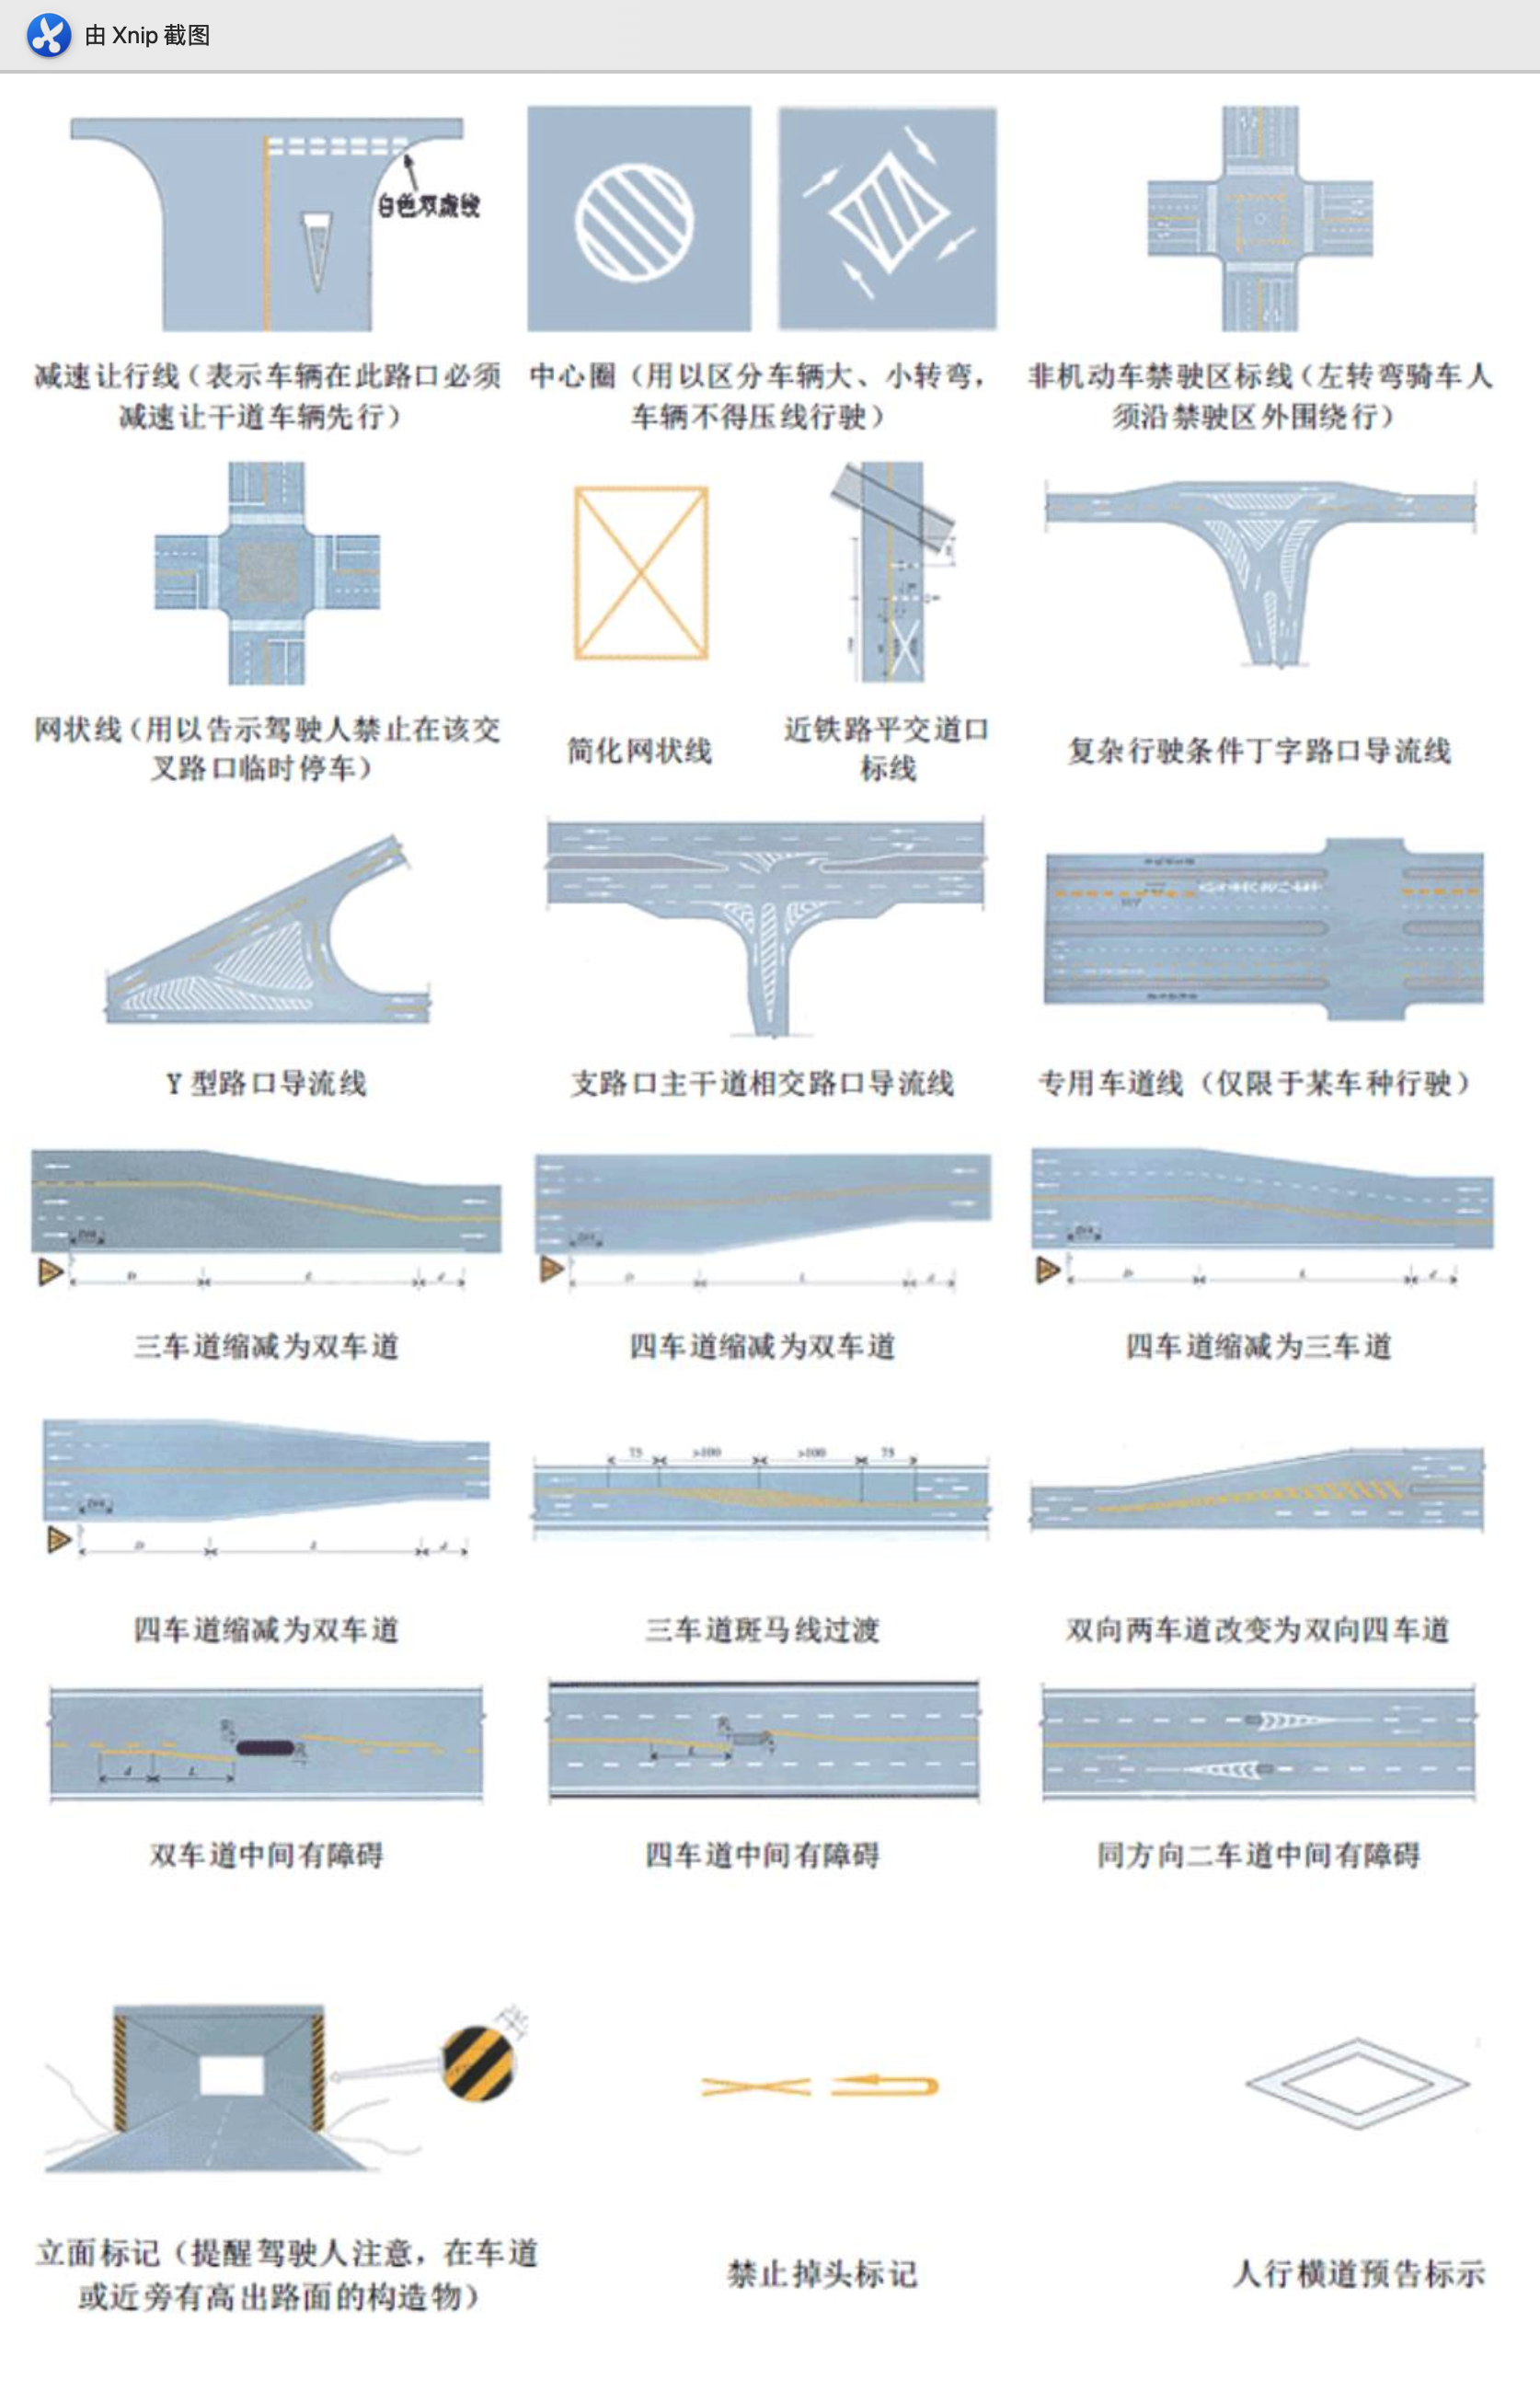 由 Xnip 截图
白色双虚线
减速让行线（表示车辆在此路口必须
减速让干道车辆先行）
中心圈（用以区分车辆大、小转弯，
车辆不得压线行驶）
非机动车禁驶区标线（左转弯骑车人
须沿禁驶区外围绕行）
网状线（用以告示驾驶人禁止在该交
叉路口临时停车）
简化网状线
近铁路平交道口
标线
复杂行驶条件丁字路口导流线
Y 型路口导流线
支路口主干道相交路口导流线
专用车道线（仅限于某车种行驶）
D L d
D L d
D L d
三车道缩减为双车道
四车道缩减为双车道
四车道缩减为三车道
D L d
75 >100 >100 75
四车道缩减为双车道
三车道斑马线过渡
双向两车道改变为双向四车道
d L
L
双车道中间有障碍
四车道中间有障碍
同方向二车道中间有障碍
立面标记（提醒驾驶人注意，在车道
或近旁有高出路面的构造物）
禁止掉头标记
人行横道预告标示